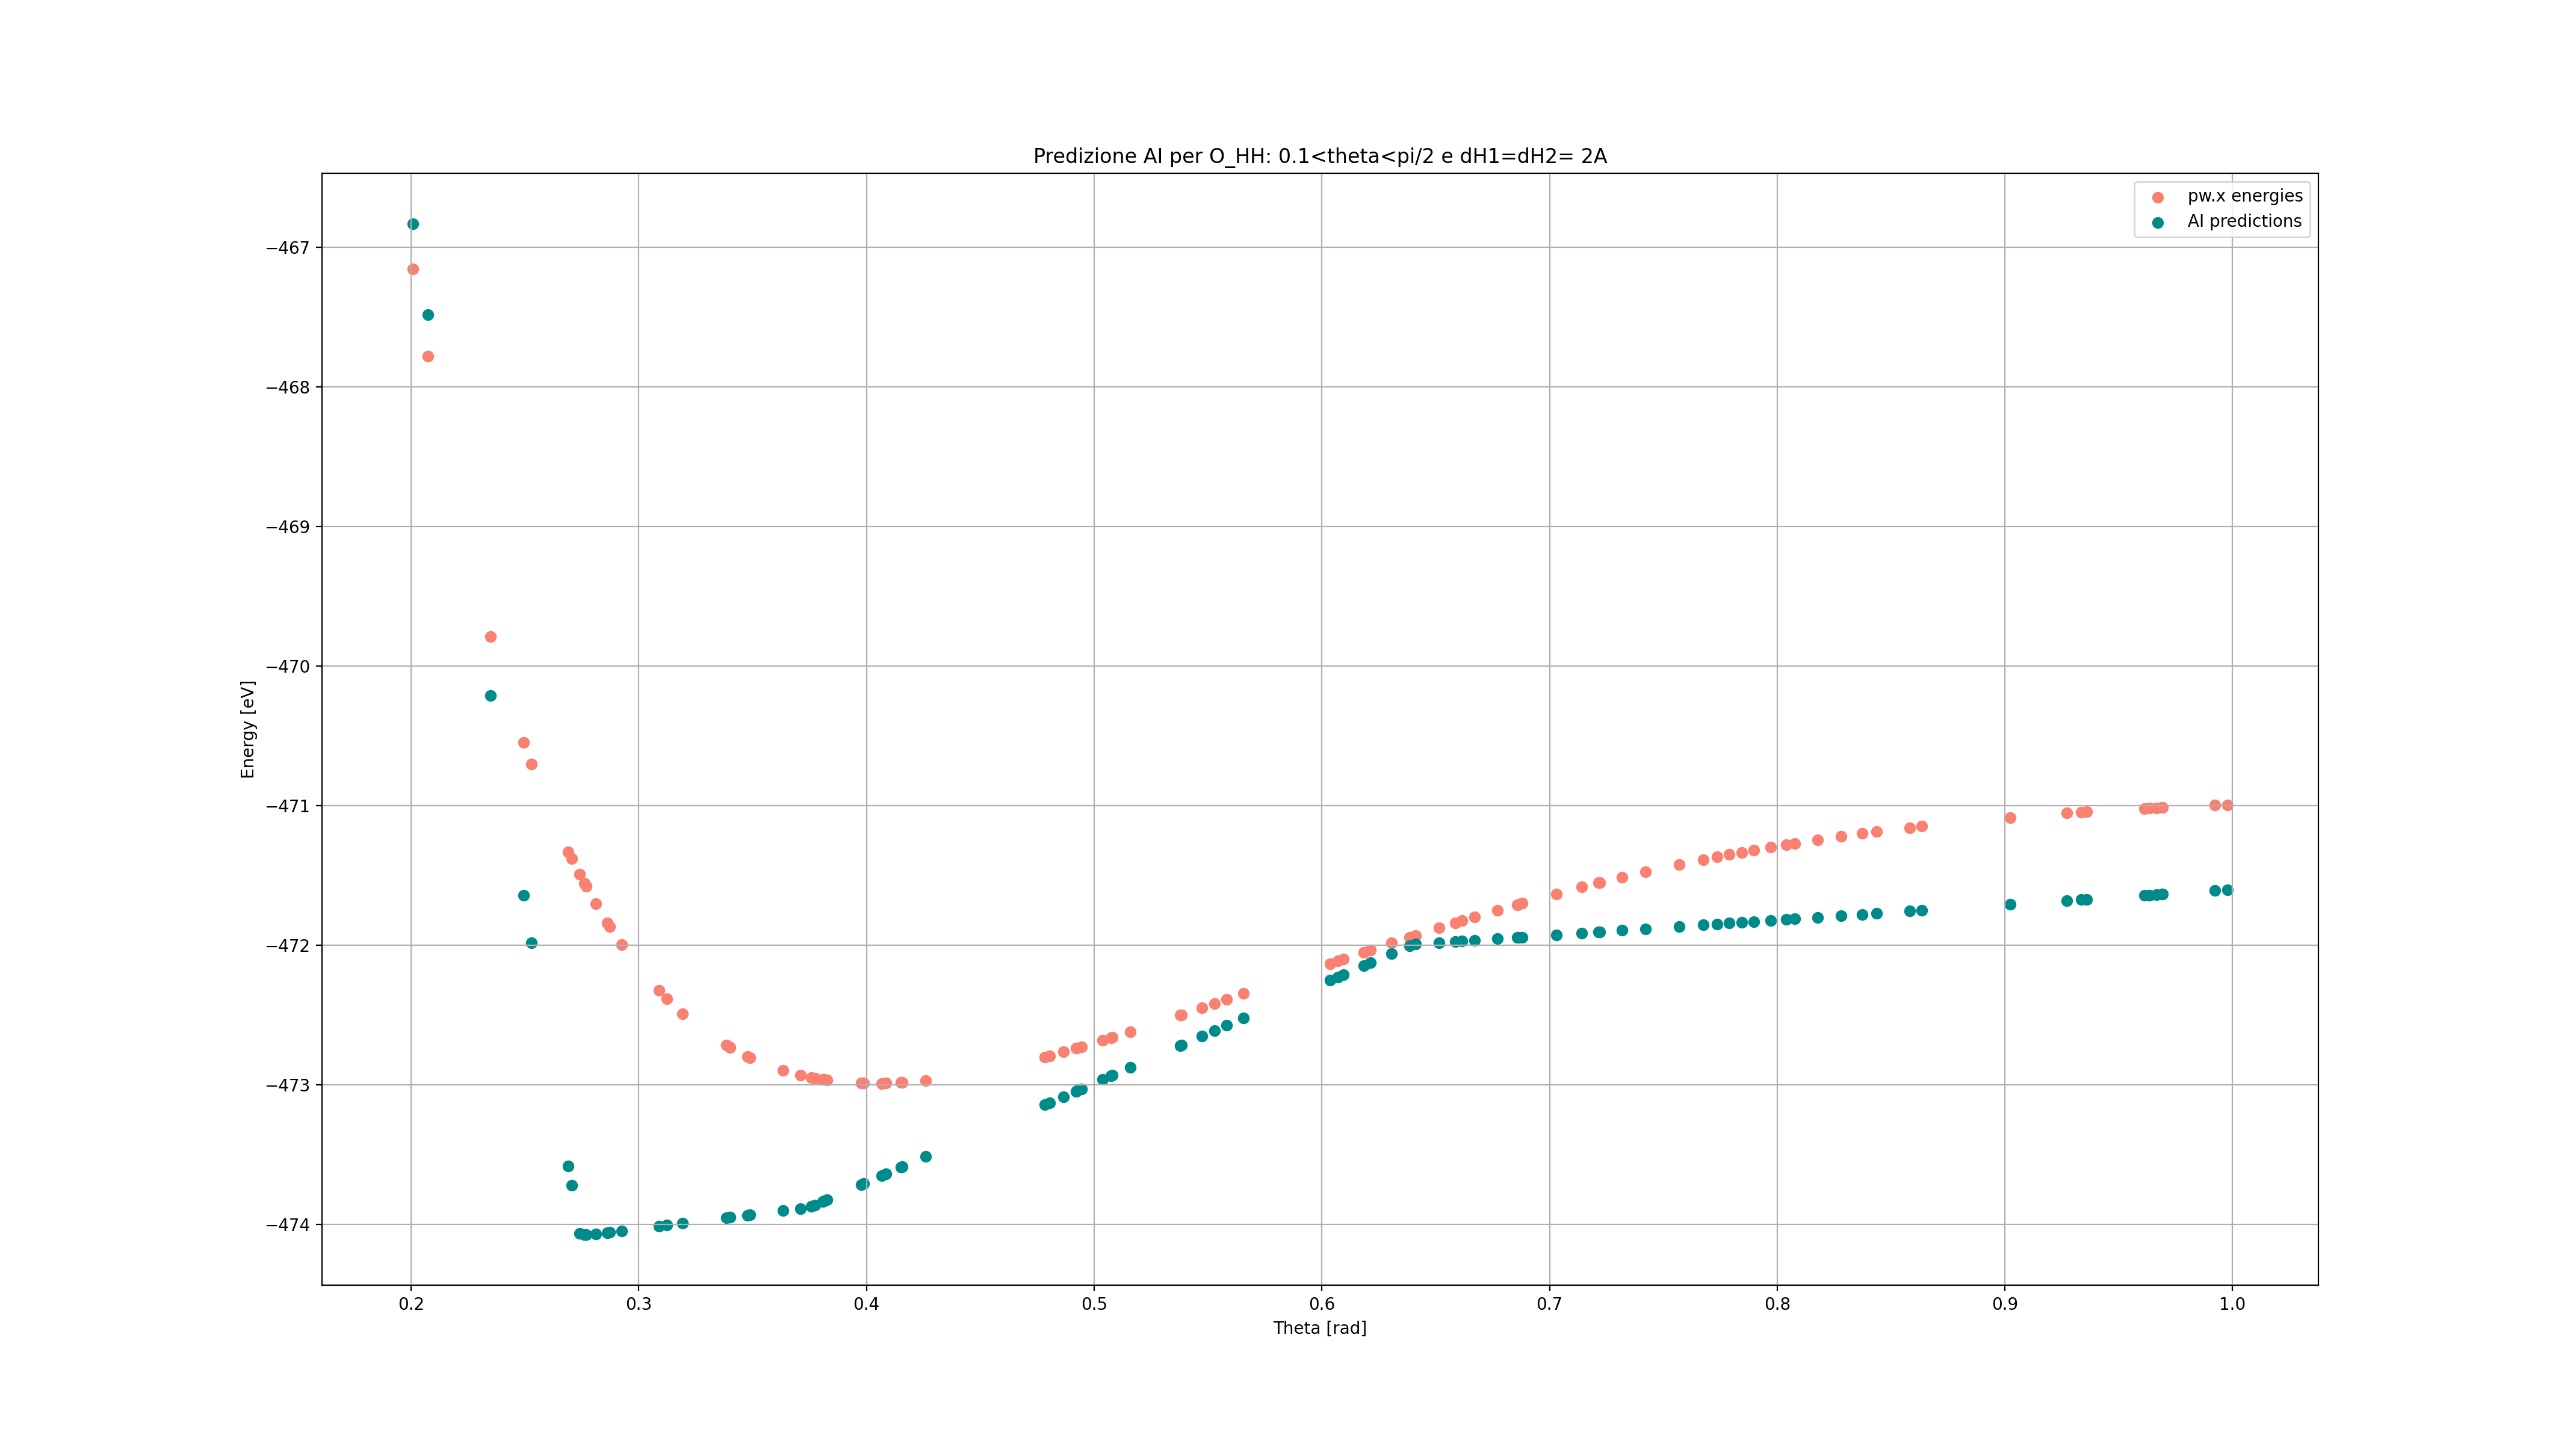 Predizione AI per O_HH: 0.1<theta<pi/2 e dH1=dH2= 2A
pw.x energies
AI predictions
−467
−468
−469
−470
−471
−472
−473
−474
Energy [eV]
0.2 0.3 0.4 0.5 0.6 0.7 0.8 0.9 1.0
Theta [rad]